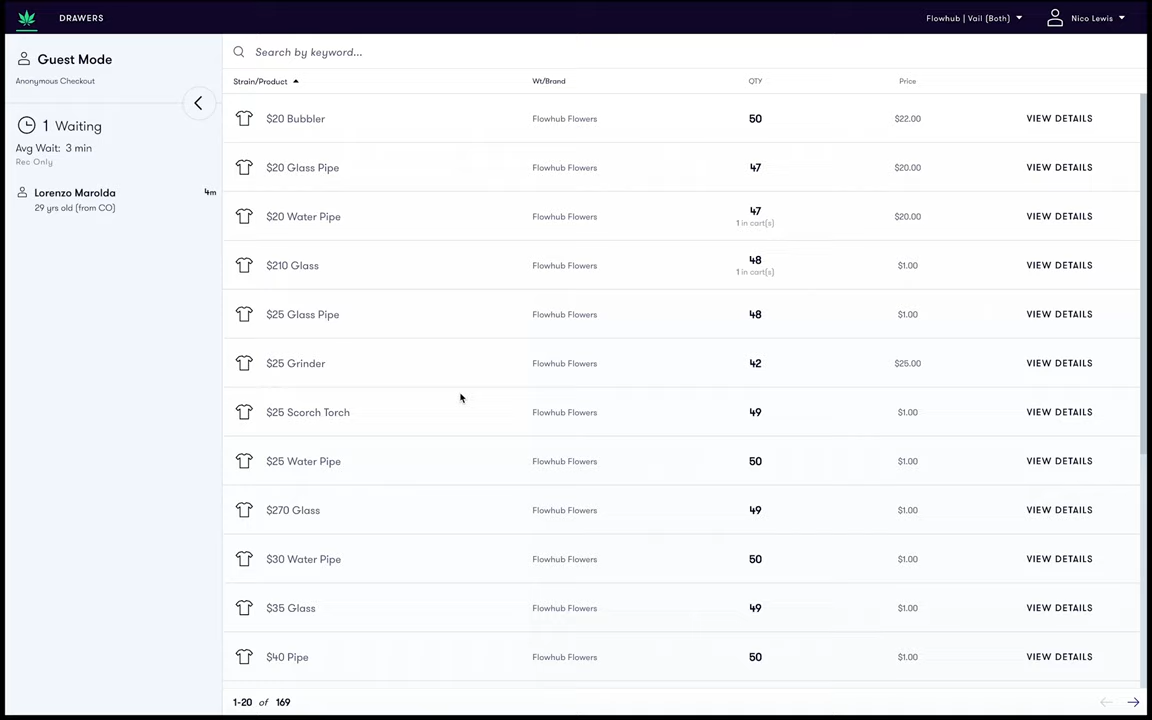 DRAWERS
Flowhub | Vail (Both)
Nico Lewis
Guest Mode
Anonymous Checkout
1 Waiting
Avg Wait: 3 min
Rec Only
Lorenzo Marolda 4m
29 yrs old (from CO)
Search by keyword...
Strain/Product Wt/Brand QTY Price
$20 Bubbler Flowhub Flowers 50 $22.00 VIEW DETAILS
$20 Glass Pipe Flowhub Flowers 47 $20.00 VIEW DETAILS
$20 Water Pipe Flowhub Flowers 47 $20.00 VIEW DETAILS
1 in cart(s)
$210 Glass Flowhub Flowers 48 $1.00 VIEW DETAILS
1 in cart(s)
$25 Glass Pipe Flowhub Flowers 48 $1.00 VIEW DETAILS
$25 Grinder Flowhub Flowers 42 $25.00 VIEW DETAILS
$25 Scorch Torch Flowhub Flowers 49 $1.00 VIEW DETAILS
$25 Water Pipe Flowhub Flowers 50 $1.00 VIEW DETAILS
$270 Glass Flowhub Flowers 49 $1.00 VIEW DETAILS
$30 Water Pipe Flowhub Flowers 50 $1.00 VIEW DETAILS
$35 Glass Flowhub Flowers 49 $1.00 VIEW DETAILS
$40 Pipe Flowhub Flowers 50 $1.00 VIEW DETAILS
1-20 of 169